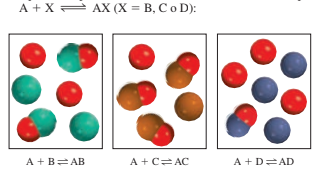 A + X ⇌ AX (X = B, C o D):
A + B ⇌ AB
A + C ⇌ AC
A + D ⇌ AD